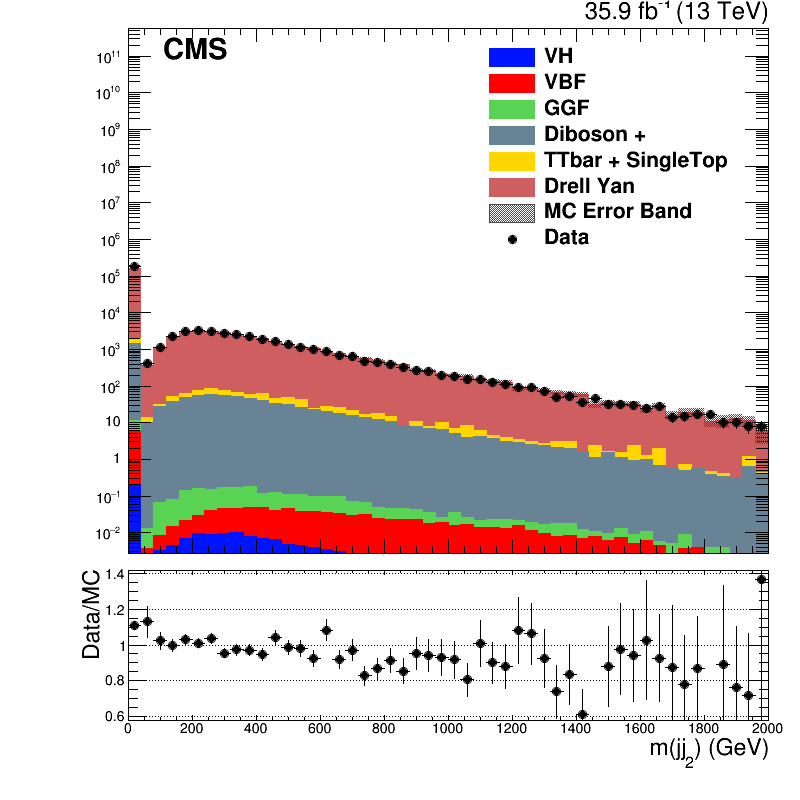 35.9 fb⁻¹ (13 TeV)
CMS
VH
VBF
GGF
Diboson +
TTbar + SingleTop
Drell Yan
MC Error Band
Data
10¹¹
10¹⁰
10⁹
10⁸
10⁷
10⁶
10⁵
10⁴
10³
10²
10
1
10⁻¹
10⁻²
Data/MC
1.4
1.2
1
0.8
0.6
0 200 400 600 800 1000 1200 1400 1600 1800 2000
m(jj₂) (GeV)